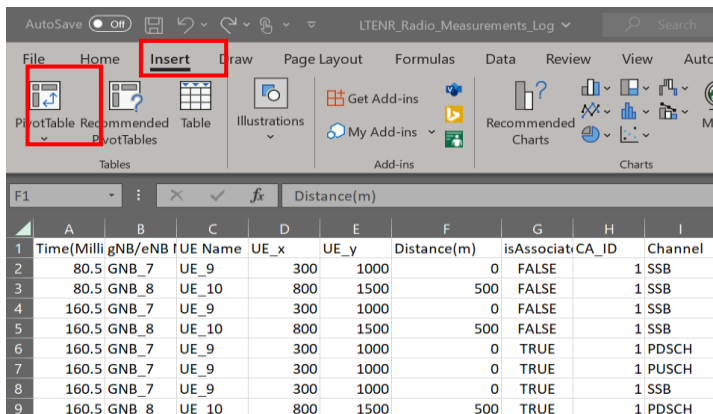 AutoSave Off LTENR_Radio_Measurements_Log Search
File Home Insert Draw Page Layout Formulas Data Review View
PivotTable Recommended PivotTables Table Illustrations Get Add-ins My Add-ins Recommended Charts
Tables Add-ins Charts
F1 fx Distance(m)
A B C D E F G H I
1 Time(Milli gNB/eNB UE Name UE_x UE_y Distance(m) isAssociate CA_ID Channel
2 80.5 GNB_7 UE_9 300 1000 0 FALSE 1 SSB
3 80.5 GNB_8 UE_10 800 1500 500 FALSE 1 SSB
4 160.5 GNB_7 UE_9 300 1000 0 FALSE 1 SSB
5 160.5 GNB_8 UE_10 800 1500 500 FALSE 1 SSB
6 160.5 GNB_7 UE_9 300 1000 0 TRUE 1 PDSCH
7 160.5 GNB_7 UE_9 300 1000 0 TRUE 1 PUSCH
8 160.5 GNB_7 UE_9 300 1000 0 TRUE 1 SSB
9 160.5 GNB_8 UE_10 800 1500 500 TRUE 1 PDSCH